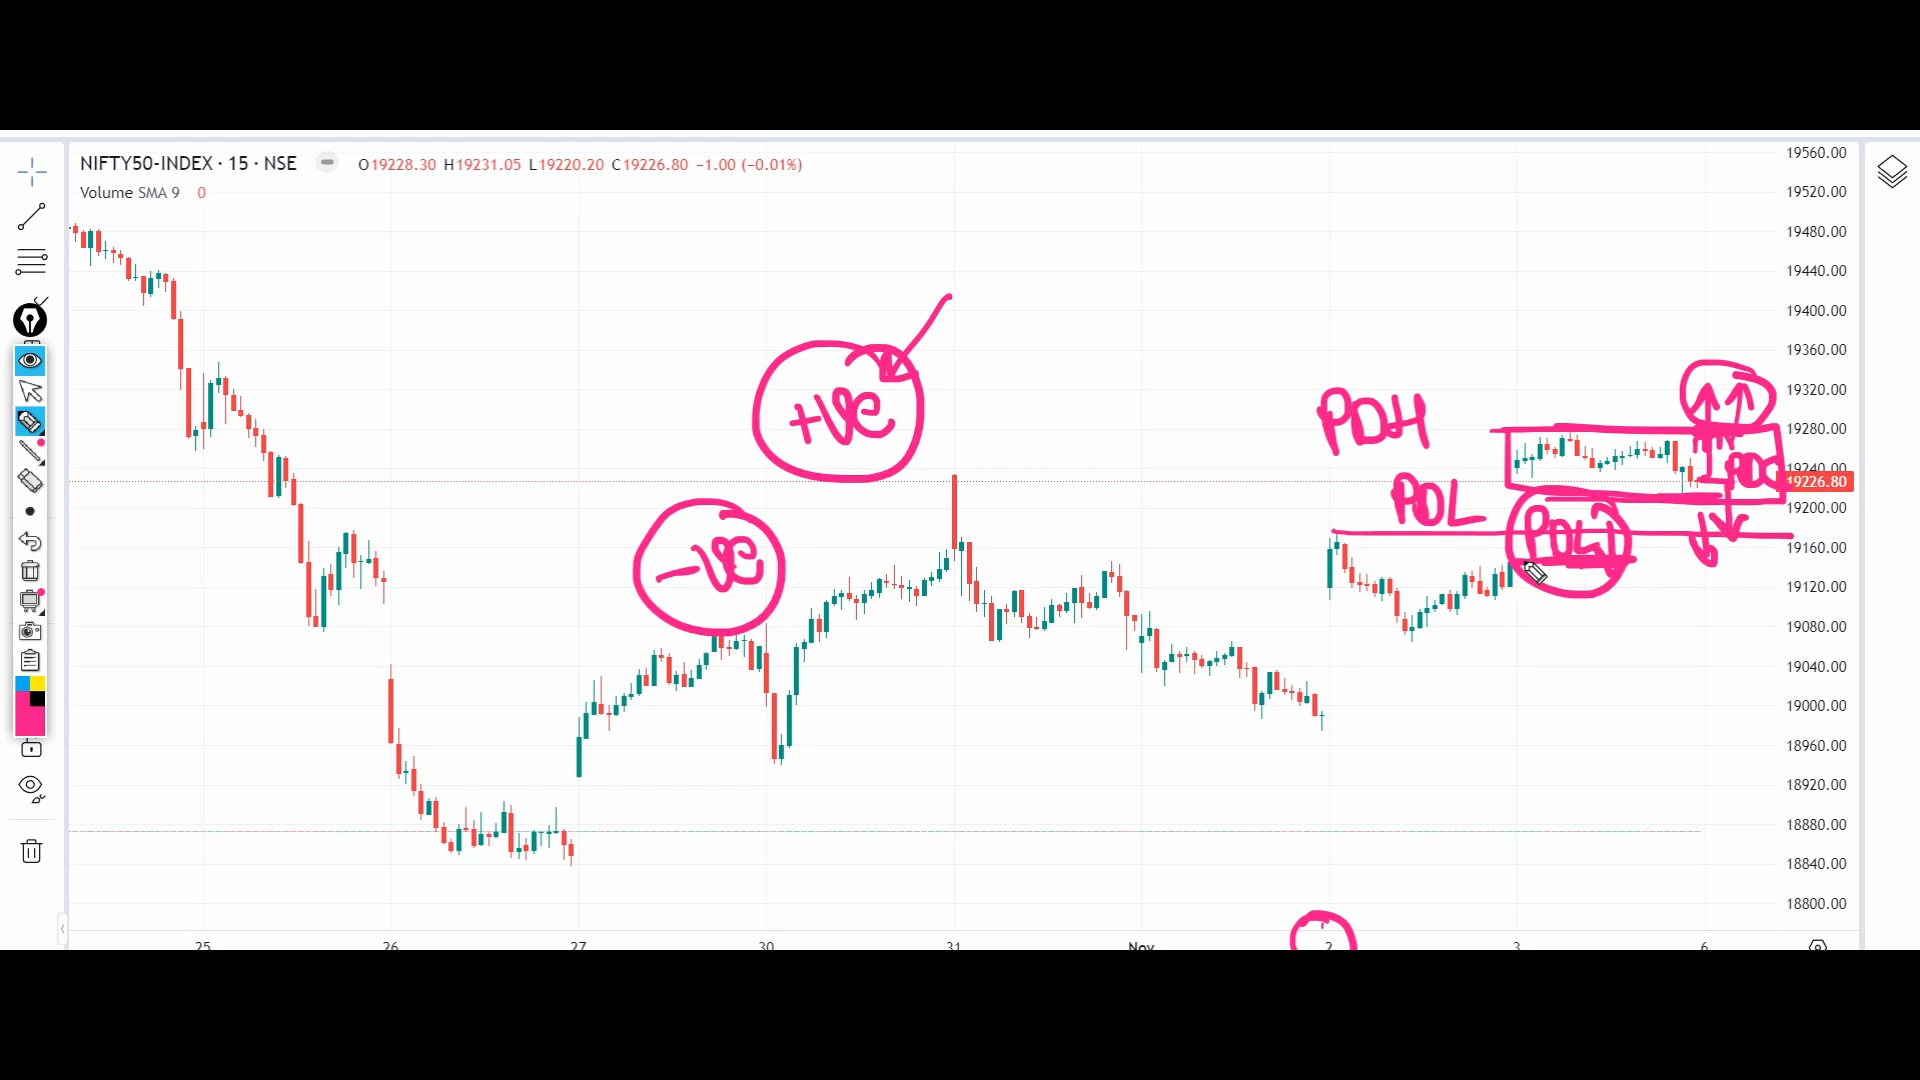 NIFTY50-INDEX · 15 · NSE O19228.30 H19231.05 L19220.20 C19226.80 −1.00 (−0.01%)
Volume SMA 9 0
19560.00
19520.00
19480.00
19440.00
19400.00
19360.00
19320.00
19280.00
19240.00
19226.80
19200.00
19160.00
19120.00
19080.00
19040.00
19000.00
18960.00
18920.00
18880.00
18840.00
18800.00
+ve
-ve
PDH
PDL
PDC
25 26 27 30 31 Nov 2 3 6